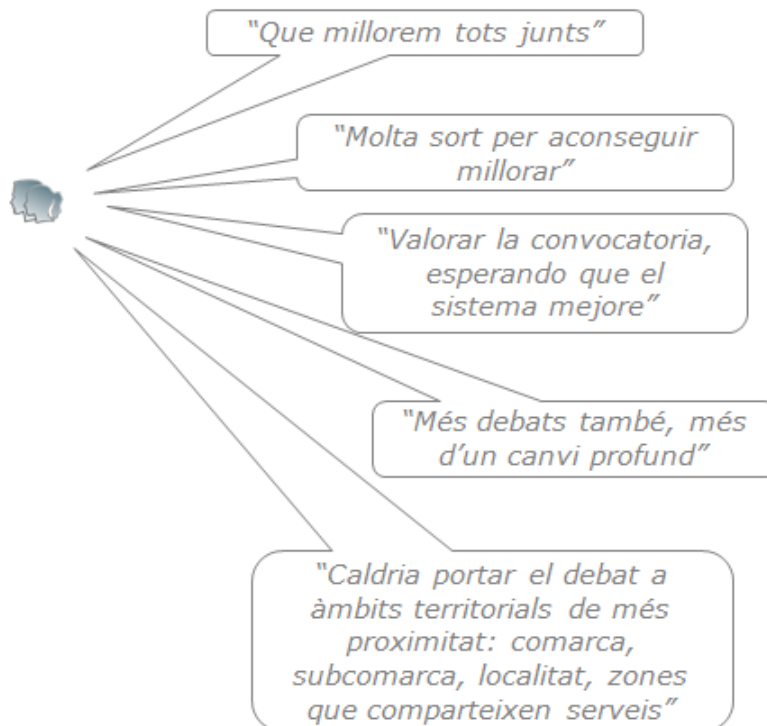 “Que millorem tots junts”
“Molta sort per aconseguir
millorar”
“Valorar la convocatoria,
esperando que el
sistema mejore”
“Més debats també, més
d’un canvi profund”
“Caldria portar el debat a
àmbits territorials de més
proximitat: comarca,
subcomarca, localitat, zones
que comparteixen serveis”